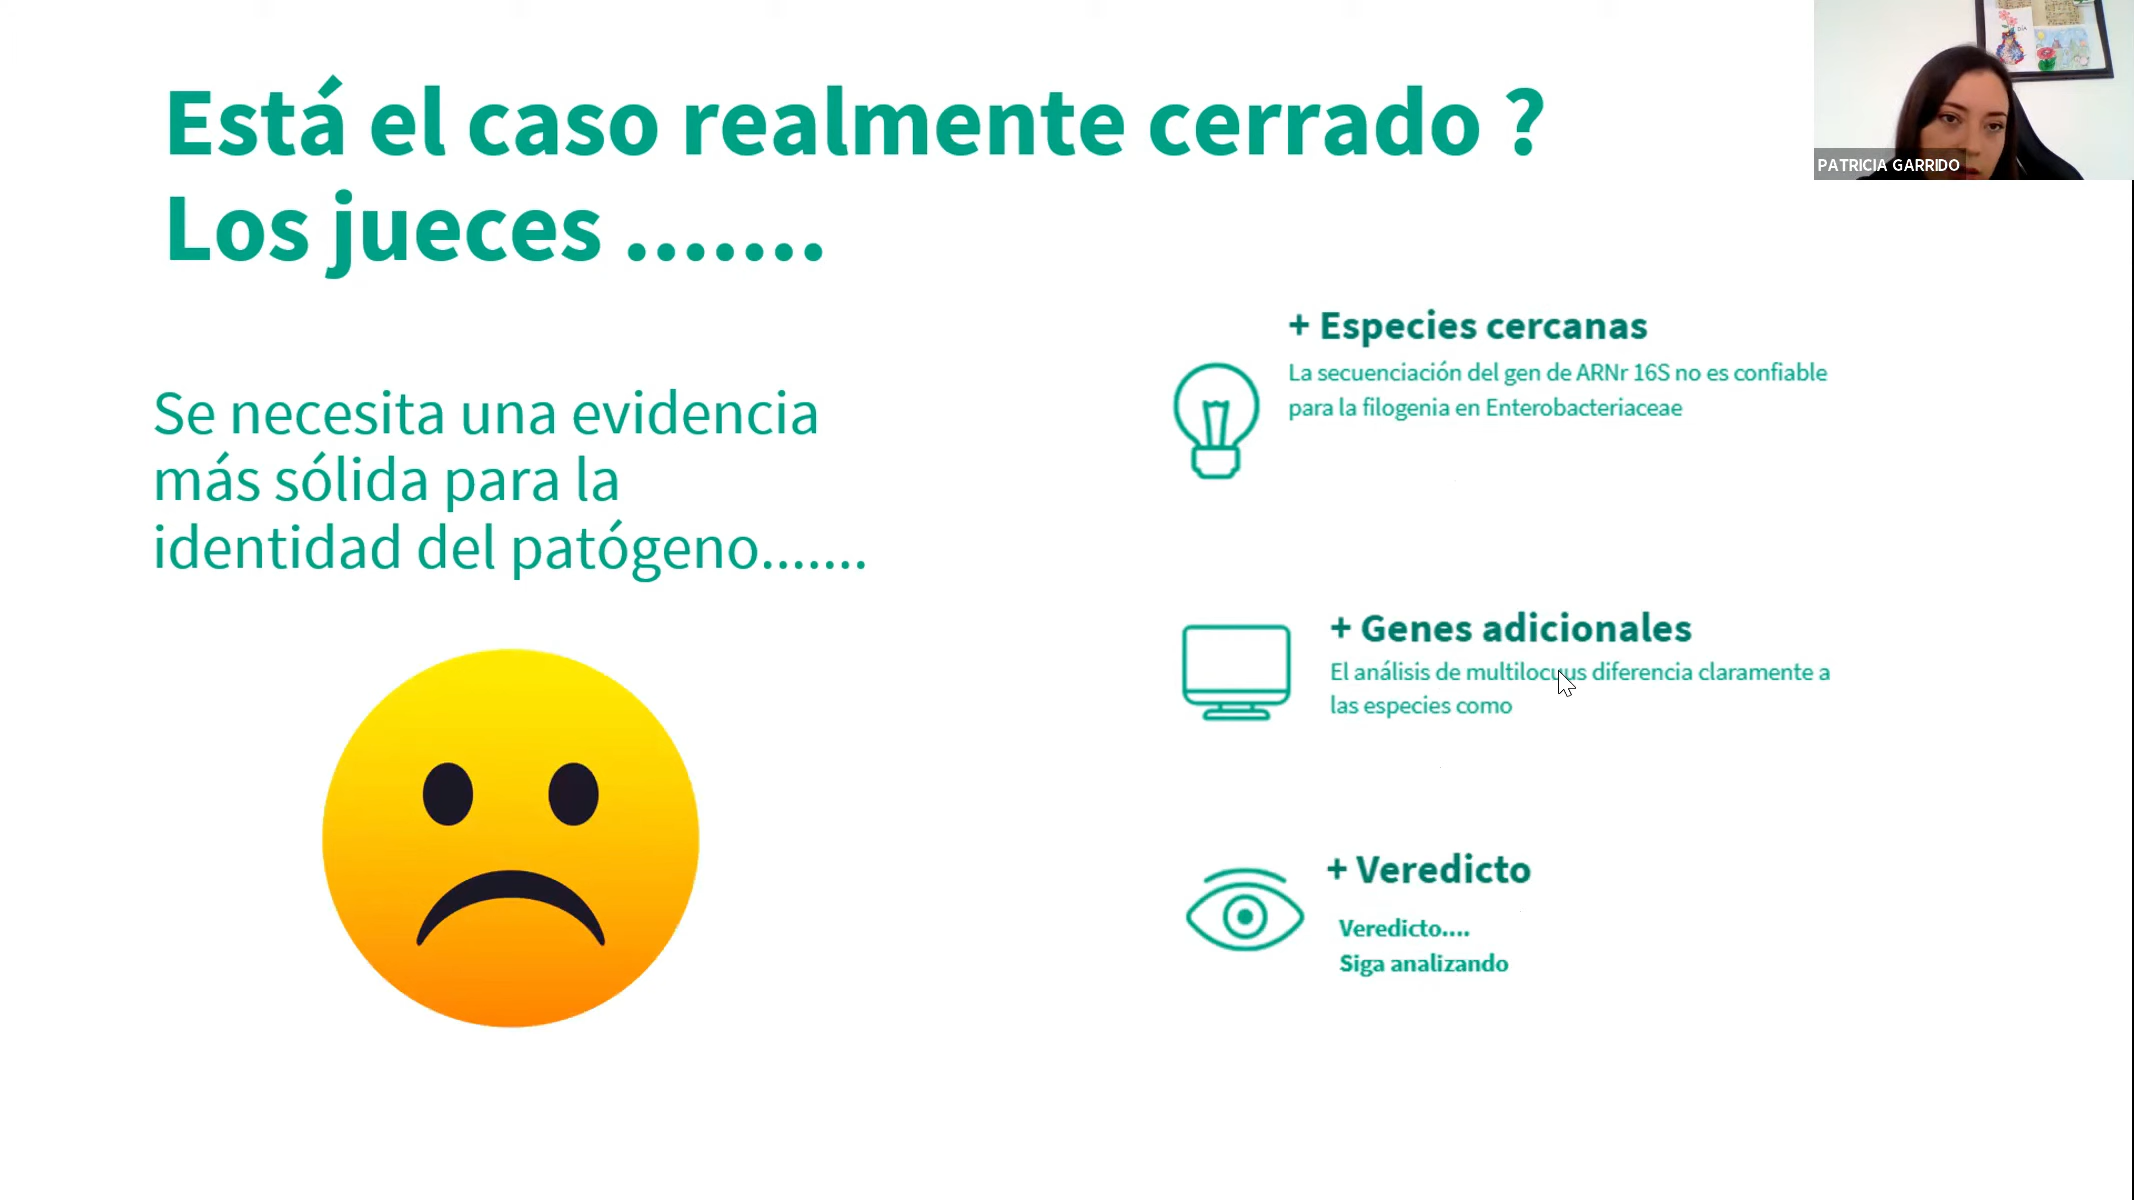 Está el caso realmente cerrado ?
Los jueces .......
PATRICIA GARRIDO
Se necesita una evidencia
más sólida para la
identidad del patógeno.......
+ Especies cercanas
La secuenciación del gen de ARNr 16S no es confiable
para la filogenia en Enterobacteriaceae
+ Genes adicionales
El análisis de multilocuus diferencia claramente a
las especies como
+ Veredicto
Veredicto....
Siga analizando